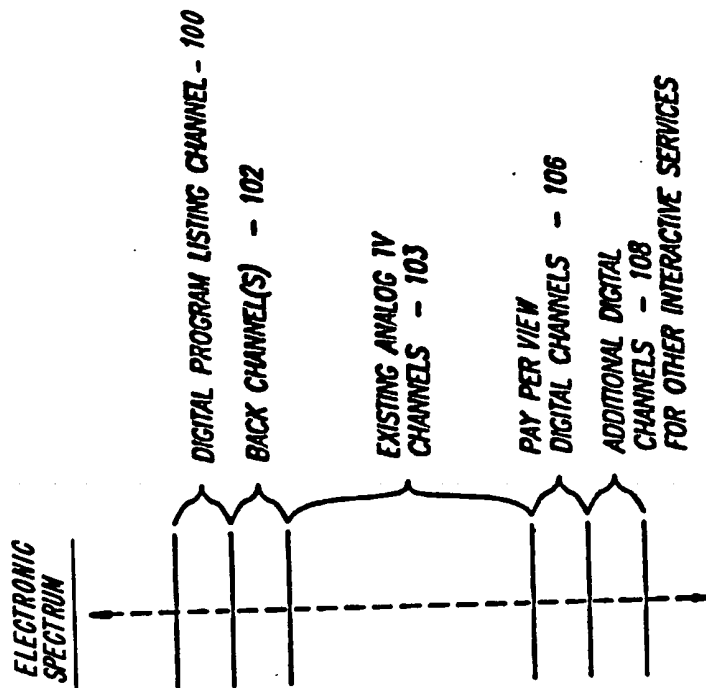 ELECTRONIC
SPECTRUM
DIGITAL PROGRAM LISTING CHANNEL - 100
BACK CHANNEL(S) - 102
EXISTING ANALOG TV
CHANNELS - 103
PAY PER VIEW
DIGITAL CHANNELS - 106
ADDITIONAL DIGITAL
CHANNELS - 108
FOR OTHER INTERACTIVE SERVICES